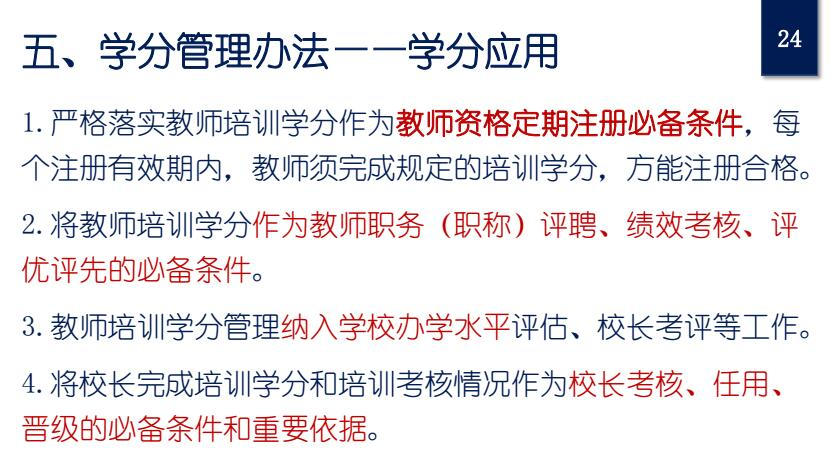 五、学分管理办法——学分应用
24
1.严格落实教师培训学分作为教师资格定期注册必备条件，每
个注册有效期内，教师须完成规定的培训学分，方能注册合格。
2.将教师培训学分作为教师职务（职称）评聘、绩效考核、评
优评先的必备条件。
3.教师培训学分管理纳入学校办学水平评估、校长考评等工作。
4.将校长完成培训学分和培训考核情况作为校长考核、任用、
晋级的必备条件和重要依据。